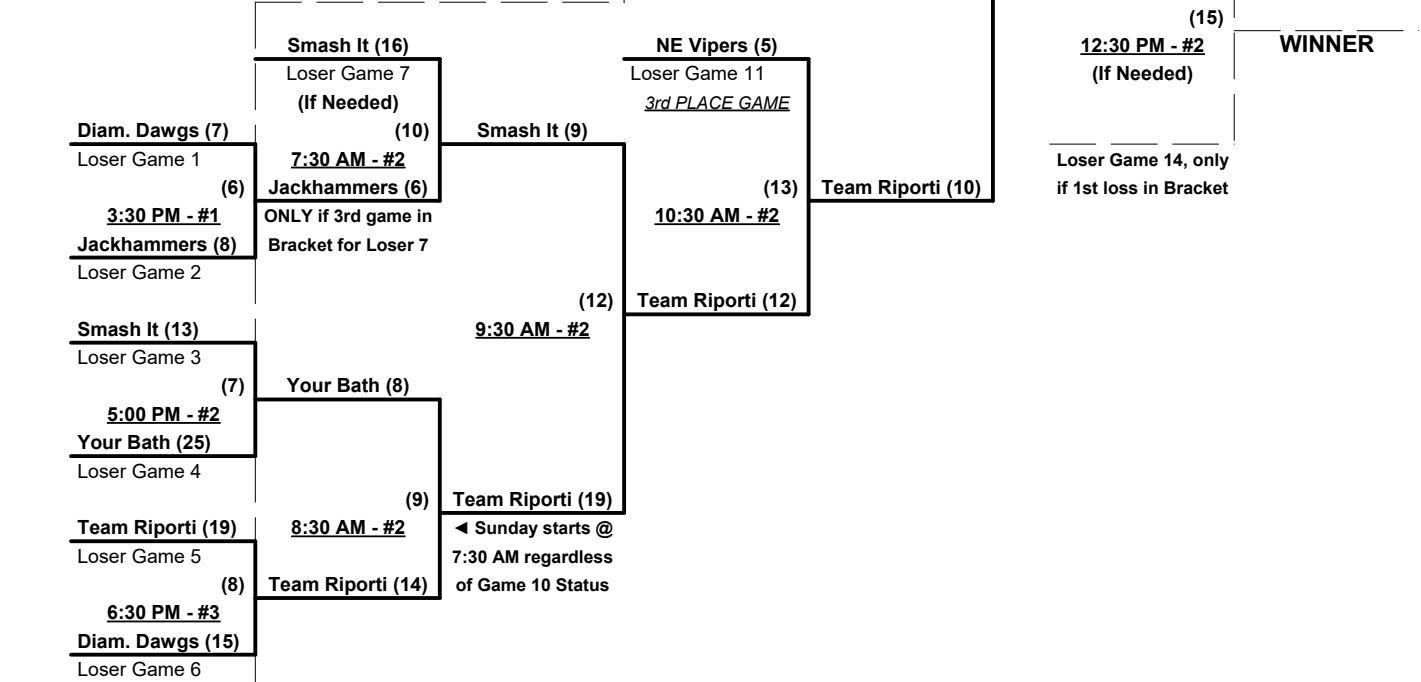 (15)
12:30 PM - #2
WINNER
(If Needed)
Smash It (16)
Loser Game 7
(If Needed)
(10)
7:30 AM - #2
Jackhammers (6)
ONLY if 3rd game in
Bracket for Loser 7
NE Vipers (5)
Loser Game 11
3rd PLACE GAME
Diam. Dawgs (7)
Loser Game 1
(6)
3:30 PM - #1
Jackhammers (8)
Loser Game 2
Smash It (9)
(13)
10:30 AM - #2
Team Riporti (10)
Loser Game 14, only
if 1st loss in Bracket
(12)
9:30 AM - #2
Team Riporti (12)
Smash It (13)
Loser Game 3
(7)
5:00 PM - #2
Your Bath (25)
Loser Game 4
Your Bath (8)
(9)
8:30 AM - #2
Team Riporti (19)
◄ Sunday starts @
7:30 AM regardless
of Game 10 Status
Team Riporti (19)
Loser Game 5
(8)
6:30 PM - #3
Diam. Dawgs (15)
Loser Game 6
Team Riporti (14)